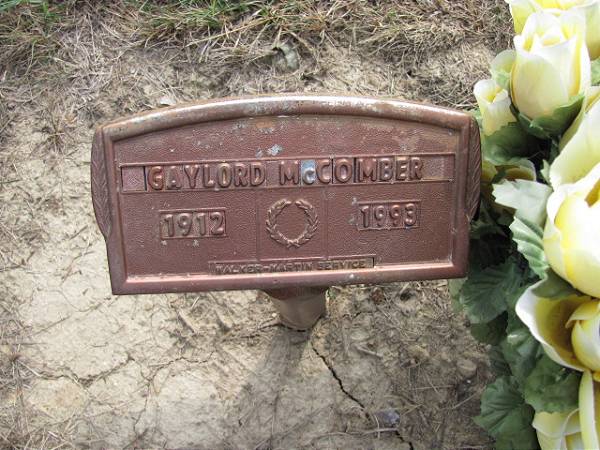 GAYLORD McCOMBER
1912 1993
WALKER-MARTIN SERVICE